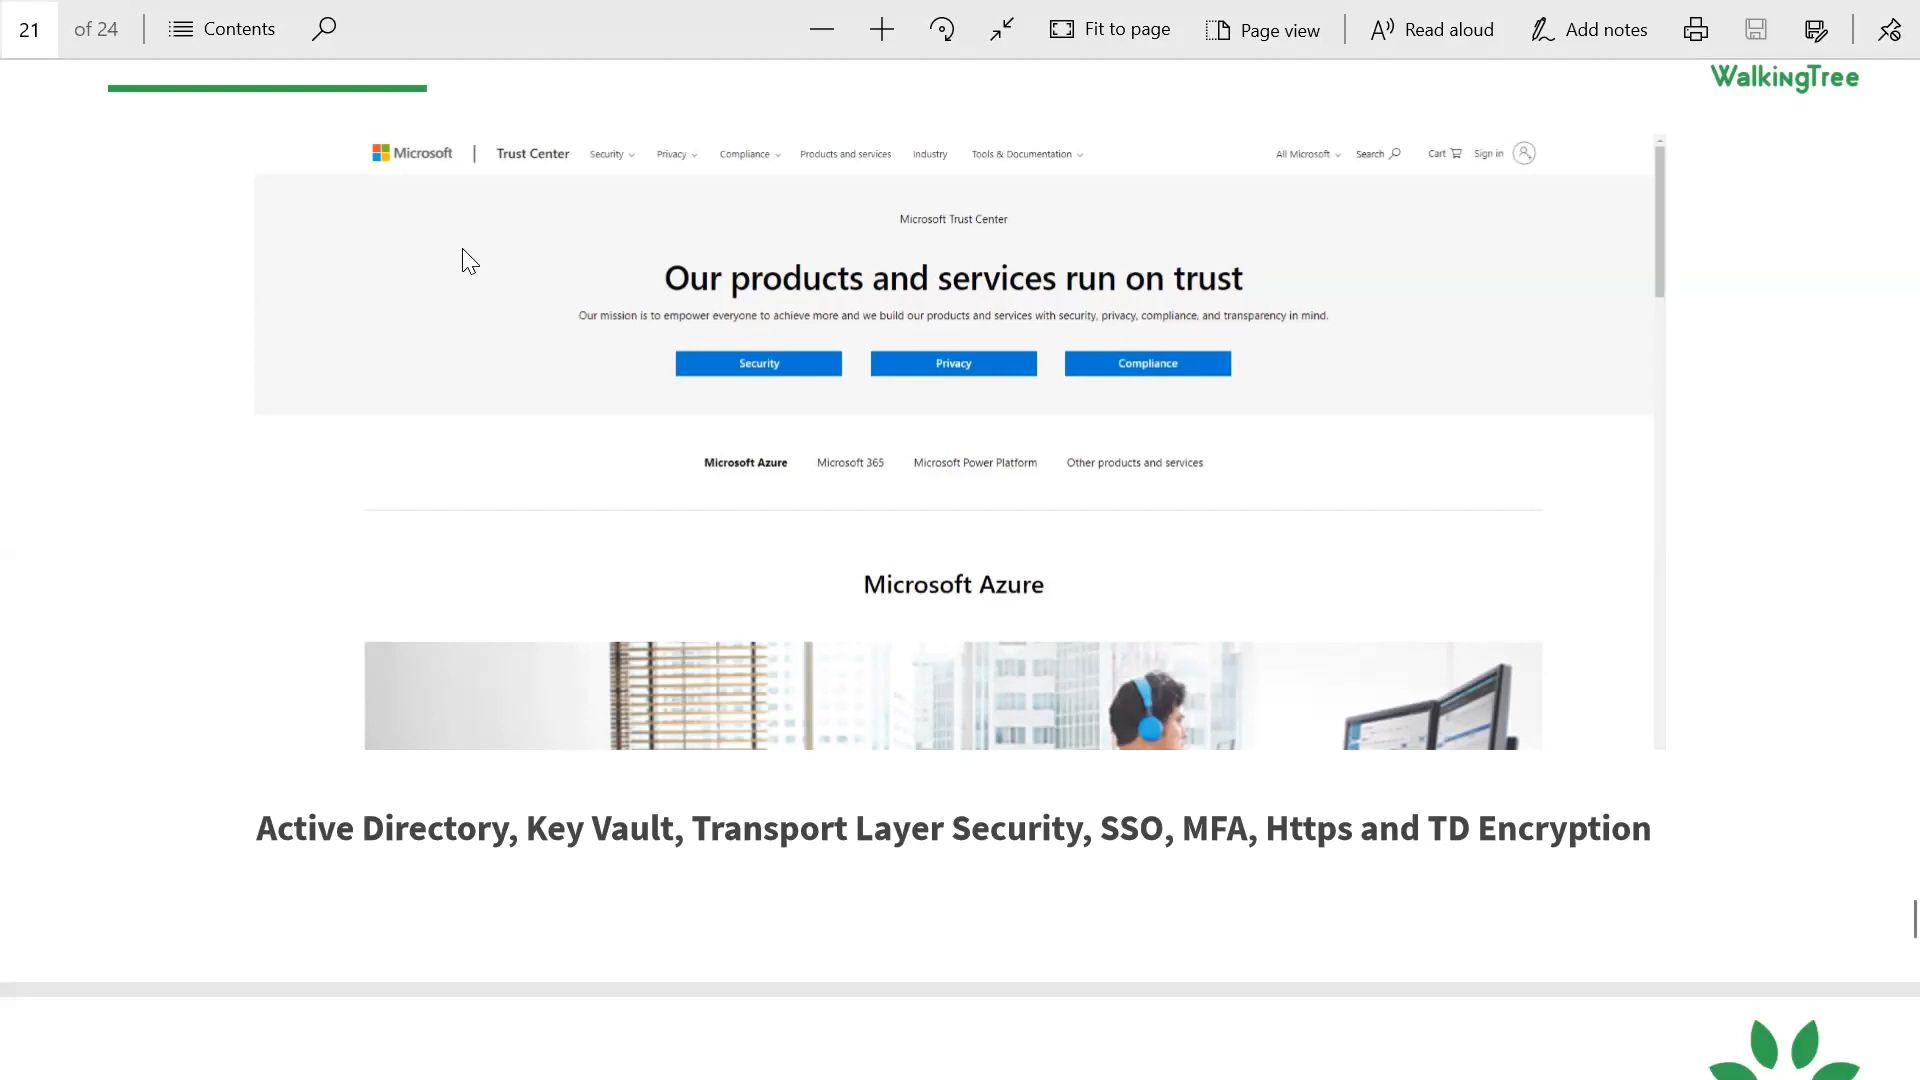 21 of 24 Contents Fit to page Page view Read aloud Add notes
WalkingTree
Microsoft Trust Center Security Privacy Compliance Products and services Industry Tools & Documentation All Microsoft Search Cart Sign in
Microsoft Trust Center
Our products and services run on trust
Our mission is to empower everyone to achieve more and we build our products and services with security, privacy, compliance, and transparency in mind.
Security Privacy Compliance
Microsoft Azure Microsoft 365 Microsoft Power Platform Other products and services
Microsoft Azure
Active Directory, Key Vault, Transport Layer Security, SSO, MFA, Https and TD Encryption